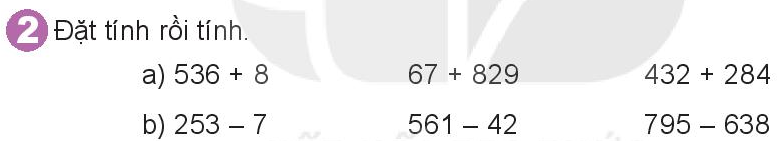 2 Đặt tính rồi tính.
a) 536 + 8 67 + 829 432 + 284
b) 253 – 7 561 – 42 795 – 638